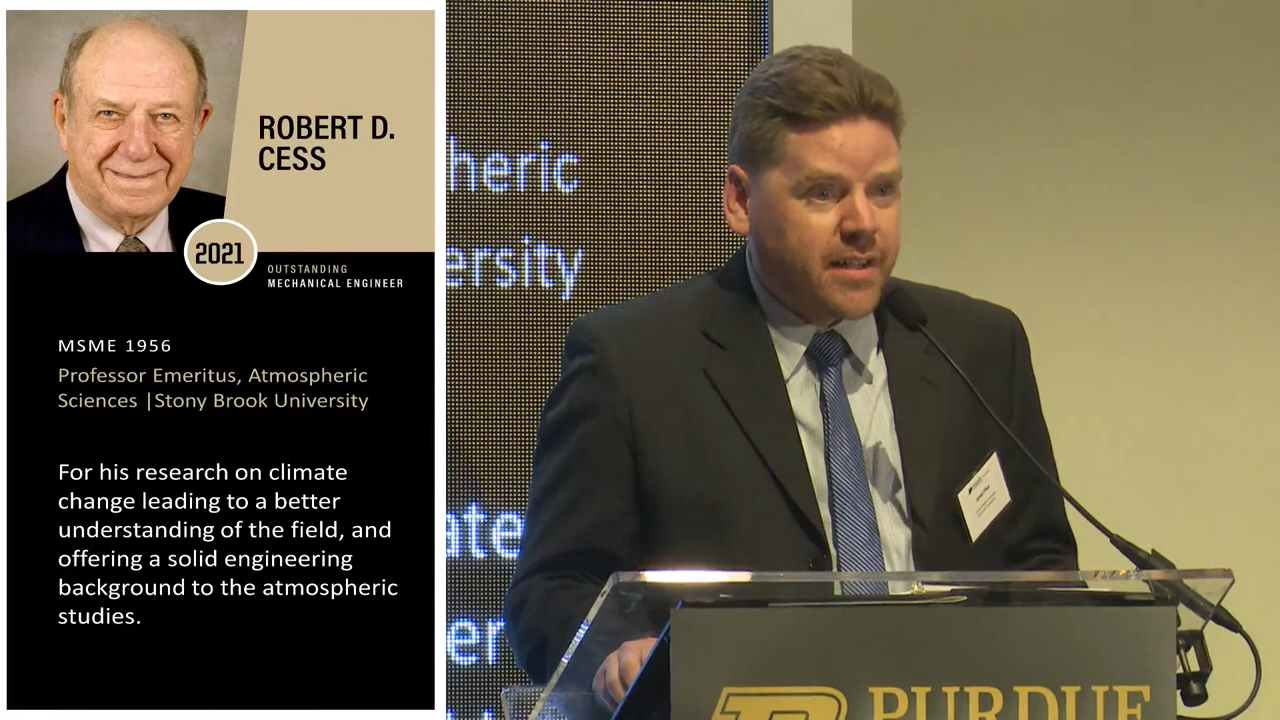 ROBERT D.
CESS
2021
OUTSTANDING
MECHANICAL ENGINEER
MSME 1956
Professor Emeritus, Atmospheric
Sciences |Stony Brook University
For his research on climate
change leading to a better
understanding of the field, and
offering a solid engineering
background to the atmospheric
studies.
heric
ersity
ate
er
PURDUE